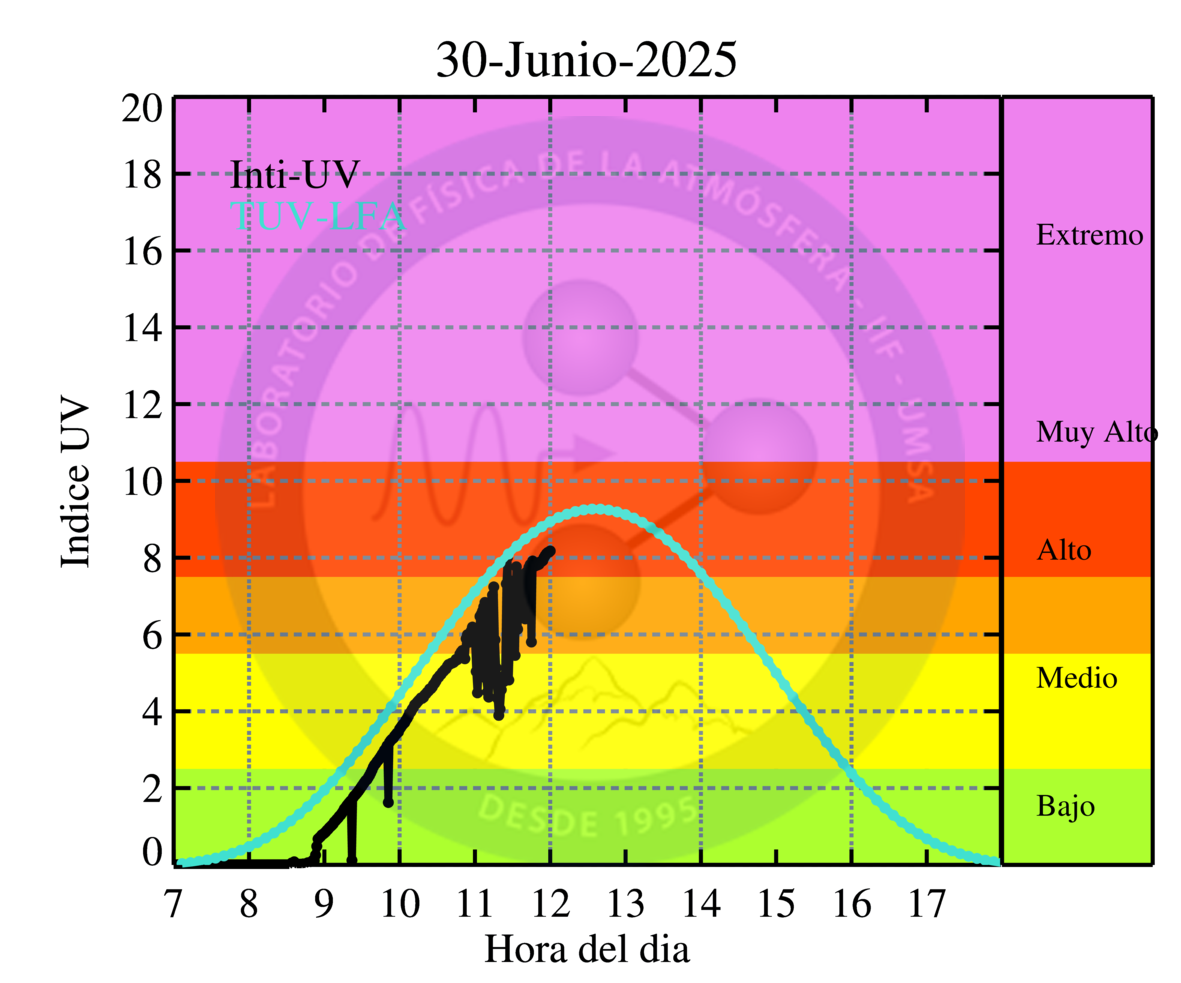 30-Junio-2025
20
18
16
14
12
10
8
6
4
2
0
Indice UV
Inti-UV
TUV-LFA
LABORATORIO DE FÍSICA DE LA ATMÓSFERA - IIF - UMSA
DESDE 1995
Extremo
Muy Alto
Alto
Medio
Bajo
7 8 9 10 11 12 13 14 15 16 17
Hora del dia